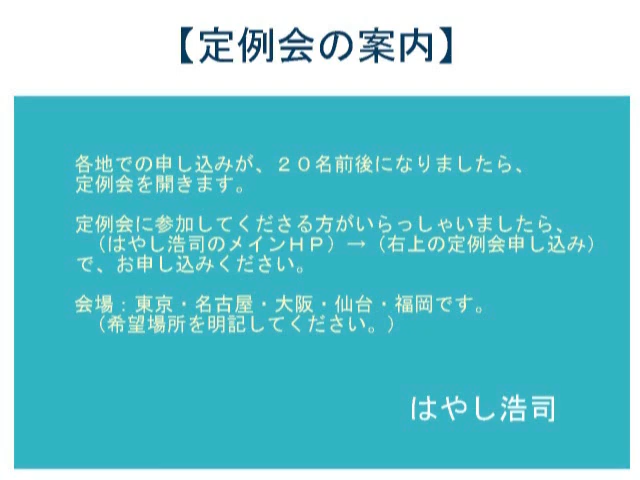 【定例会の案内】
各地での申し込みが、２０名前後になりましたら、
定例会を開きます。
定例会に参加してくださる方がいらっしゃいましたら、
（はやし浩司のメインＨＰ）→（右上の定例会申し込み）
で、お申し込みください。
会場：東京・名古屋・大阪・仙台・福岡です。
（希望場所を明記してください。）
はやし浩司